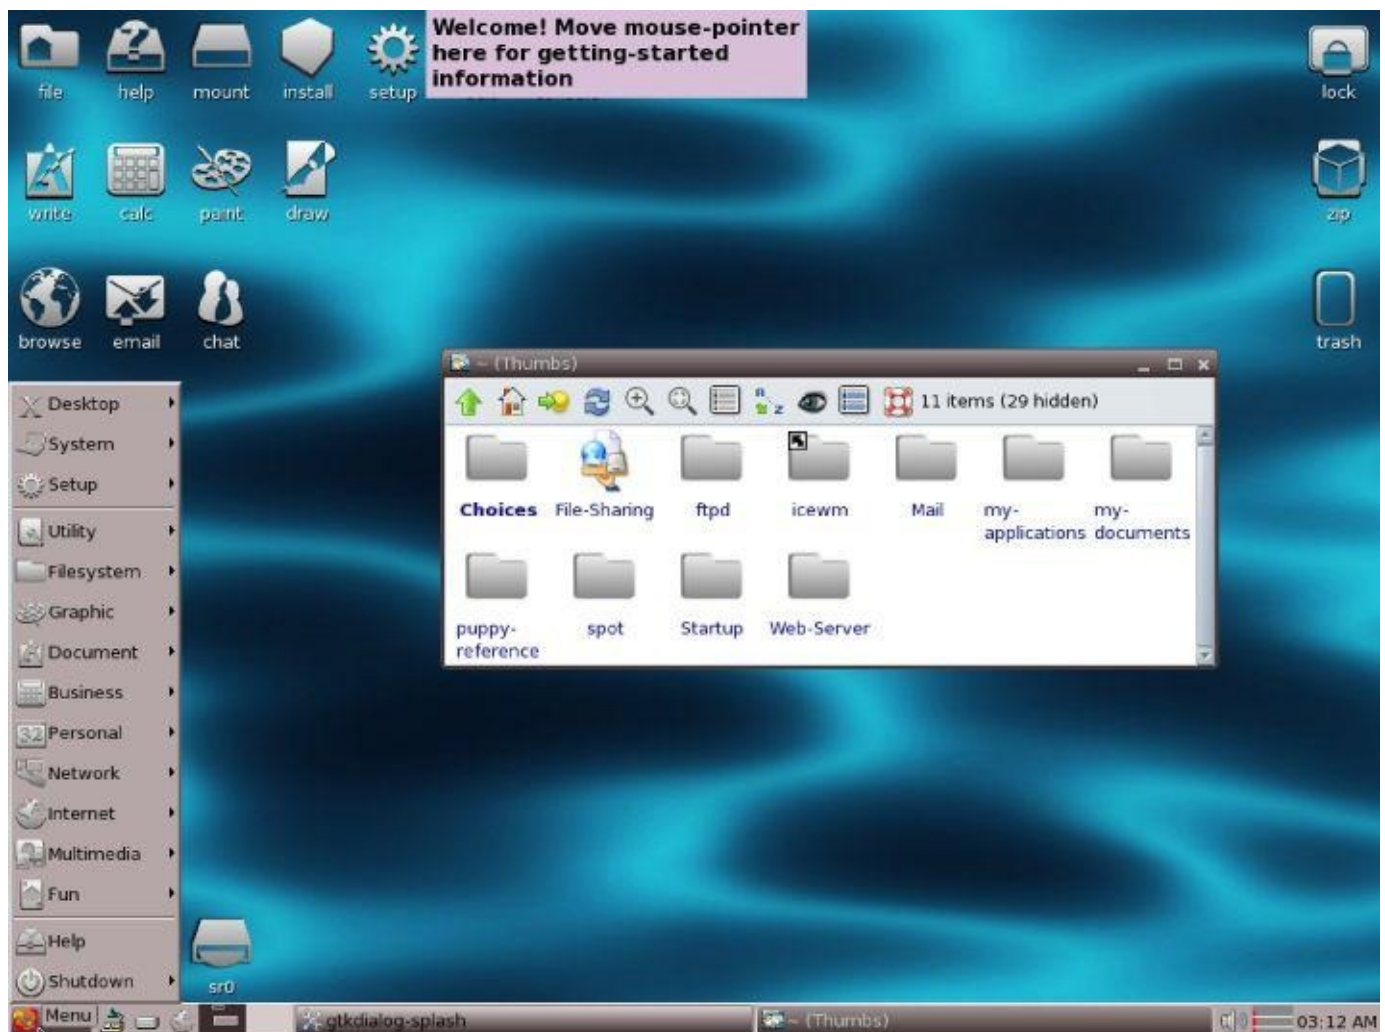 Welcome! Move mouse-pointer
here for getting-started
information
file help mount install setup
lock
write calc paint draw
zip
browse email chat
trash
~ (Thumbs)
11 items (29 hidden)
Choices File-Sharing ftpd icewm Mail my-applications my-documents
puppy-reference spot Startup Web-Server
Desktop
System
Setup
Utility
Filesystem
Graphic
Document
Business
32 Personal
Network
Internet
Multimedia
Fun
Help
Shutdown
sr0
Menu gtkdialog-splash ~ (Thumbs) 03:12 AM